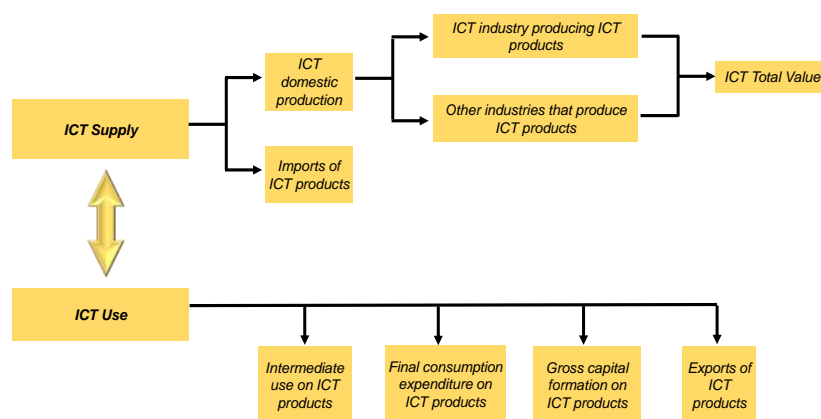 ICT industry producing ICT
products
ICT
domestic
production
ICT Total Value
Other industries that produce
ICT products
ICT Supply
Imports of
ICT products
ICT Use
Intermediate
use on ICT
products
Final consumption
expenditure on
ICT products
Gross capital
formation on
ICT products
Exports of
ICT
products